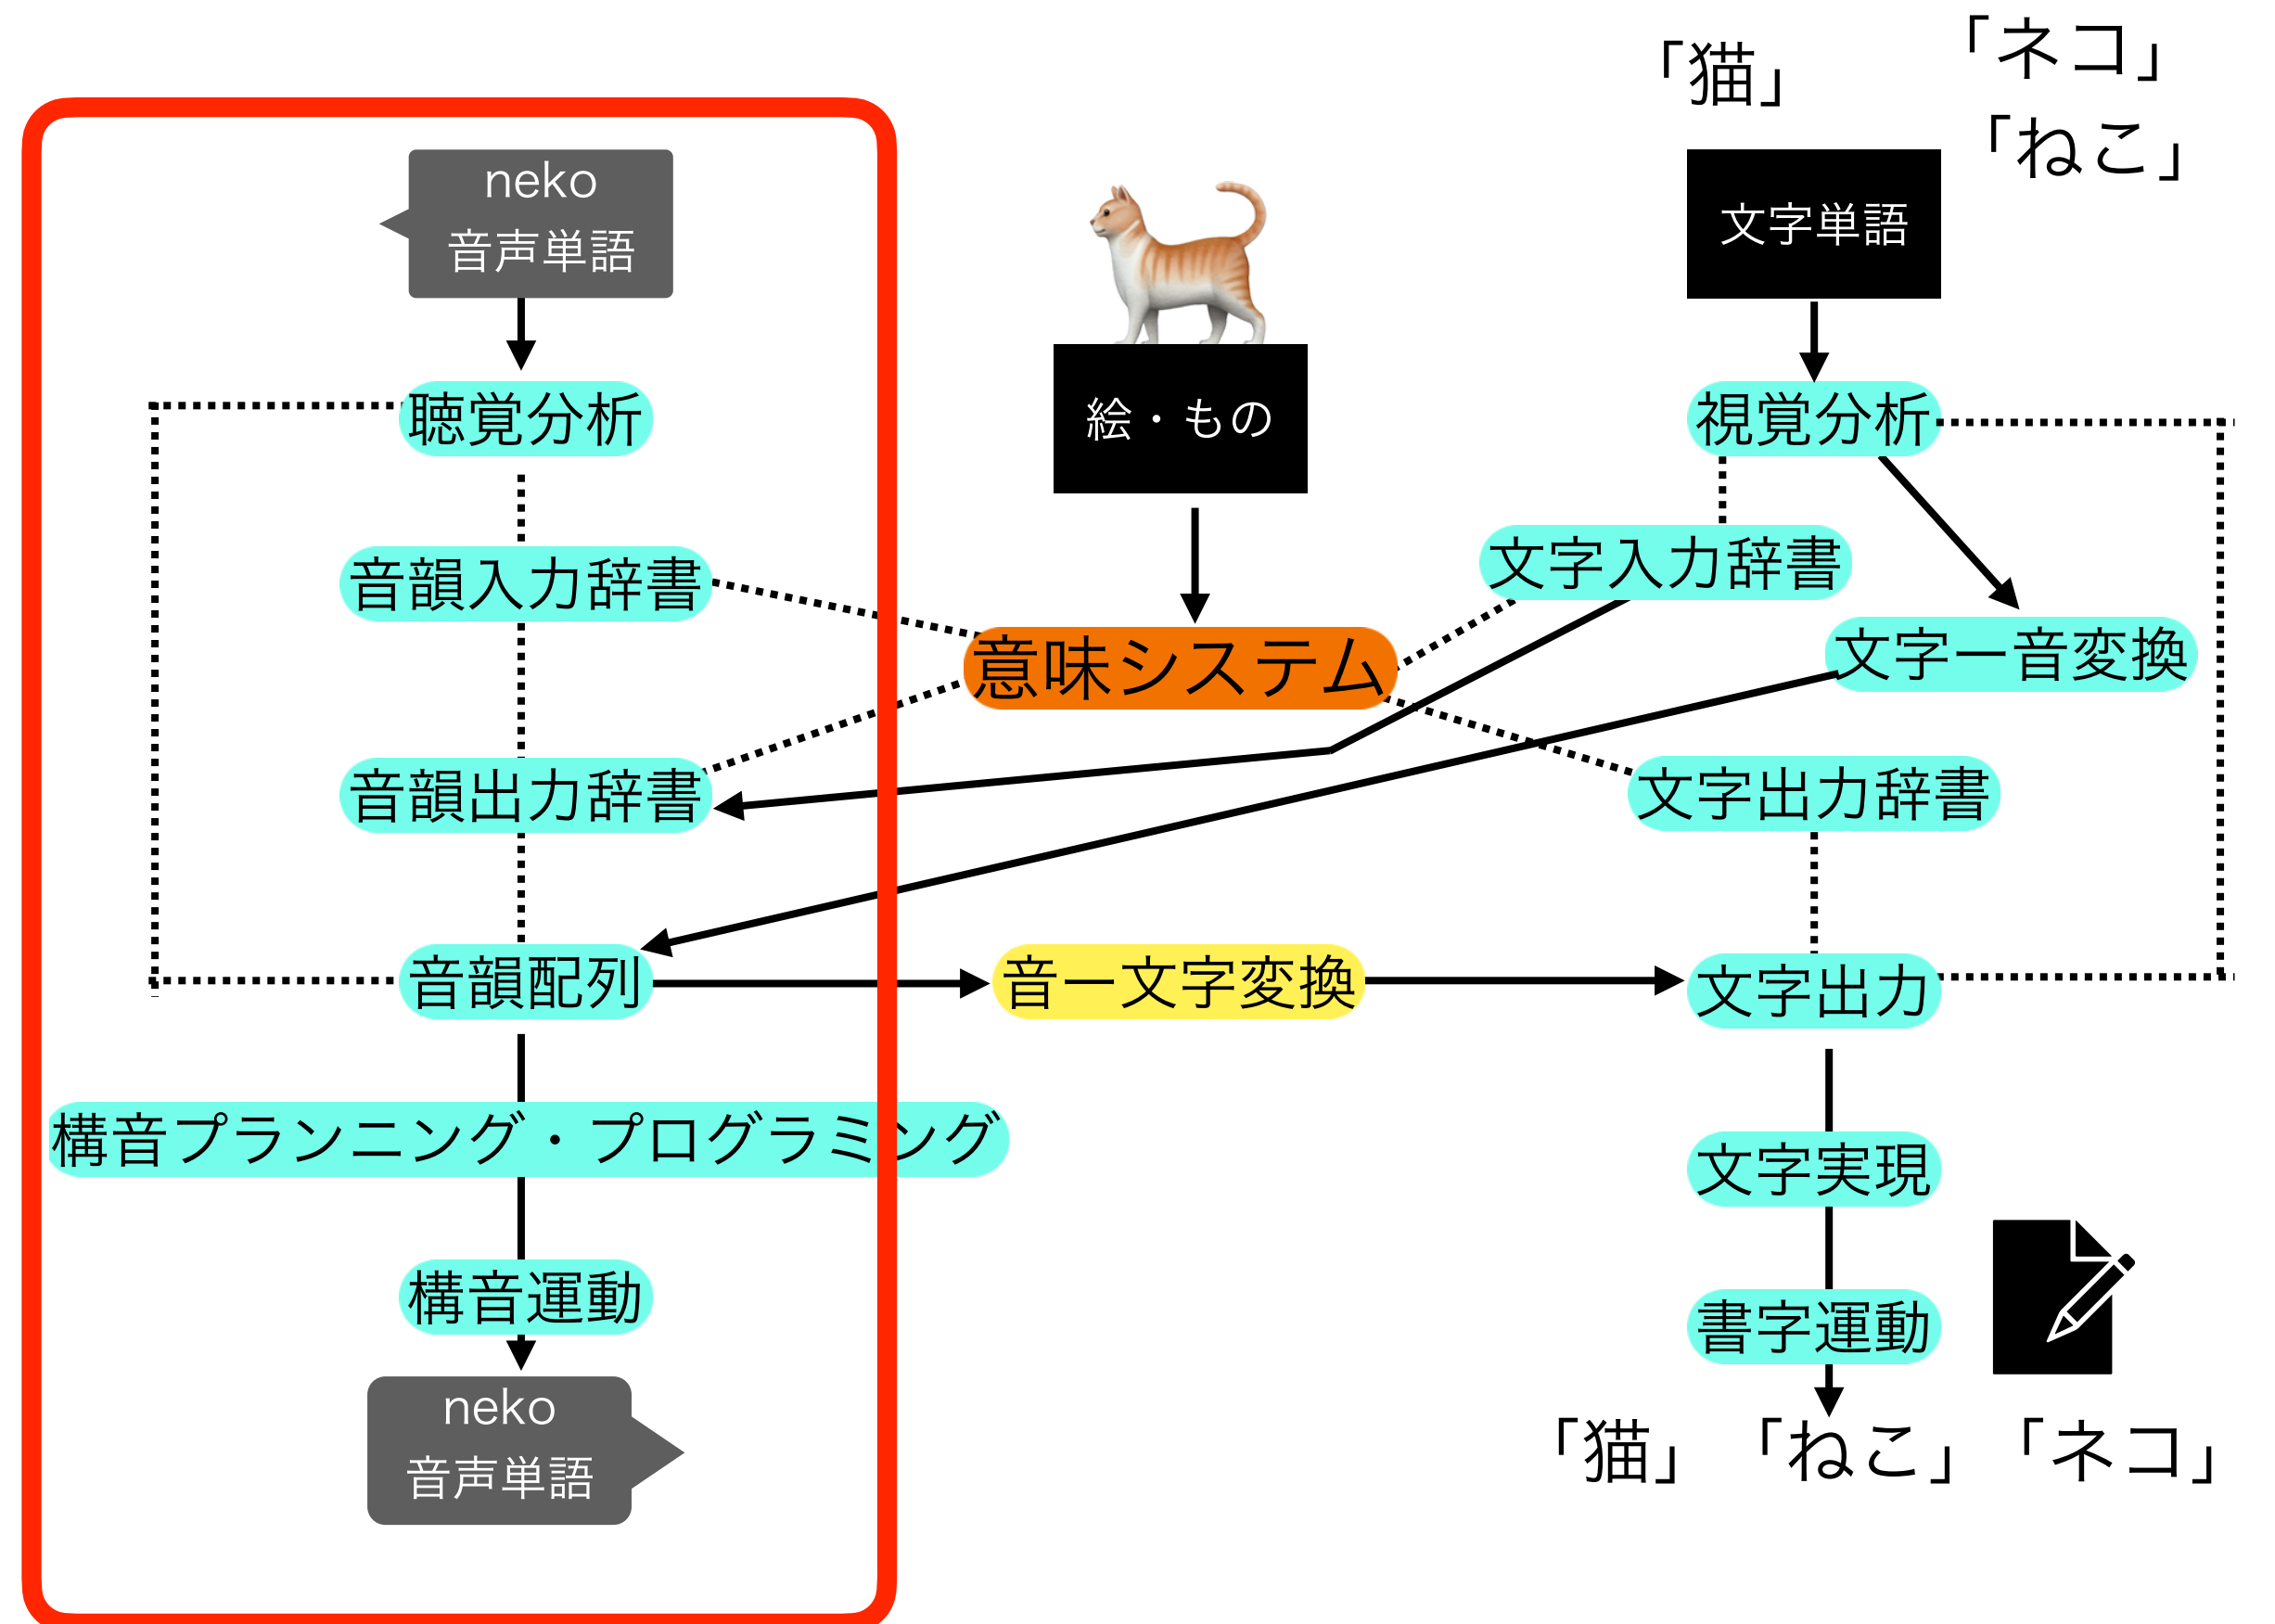 「猫」
「ネコ」
「ねこ」
neko
音声単語
文字単語
絵・もの
聴覚分析
視覚分析
音韻入力辞書
文字入力辞書
意味システム
文字ー音変換
音韻出力辞書
文字出力辞書
音韻配列
音ー文字変換
文字出力
構音プランニング・プログラミング
文字実現
構音運動
書字運動
neko
音声単語
「猫」 「ねこ」 「ネコ」